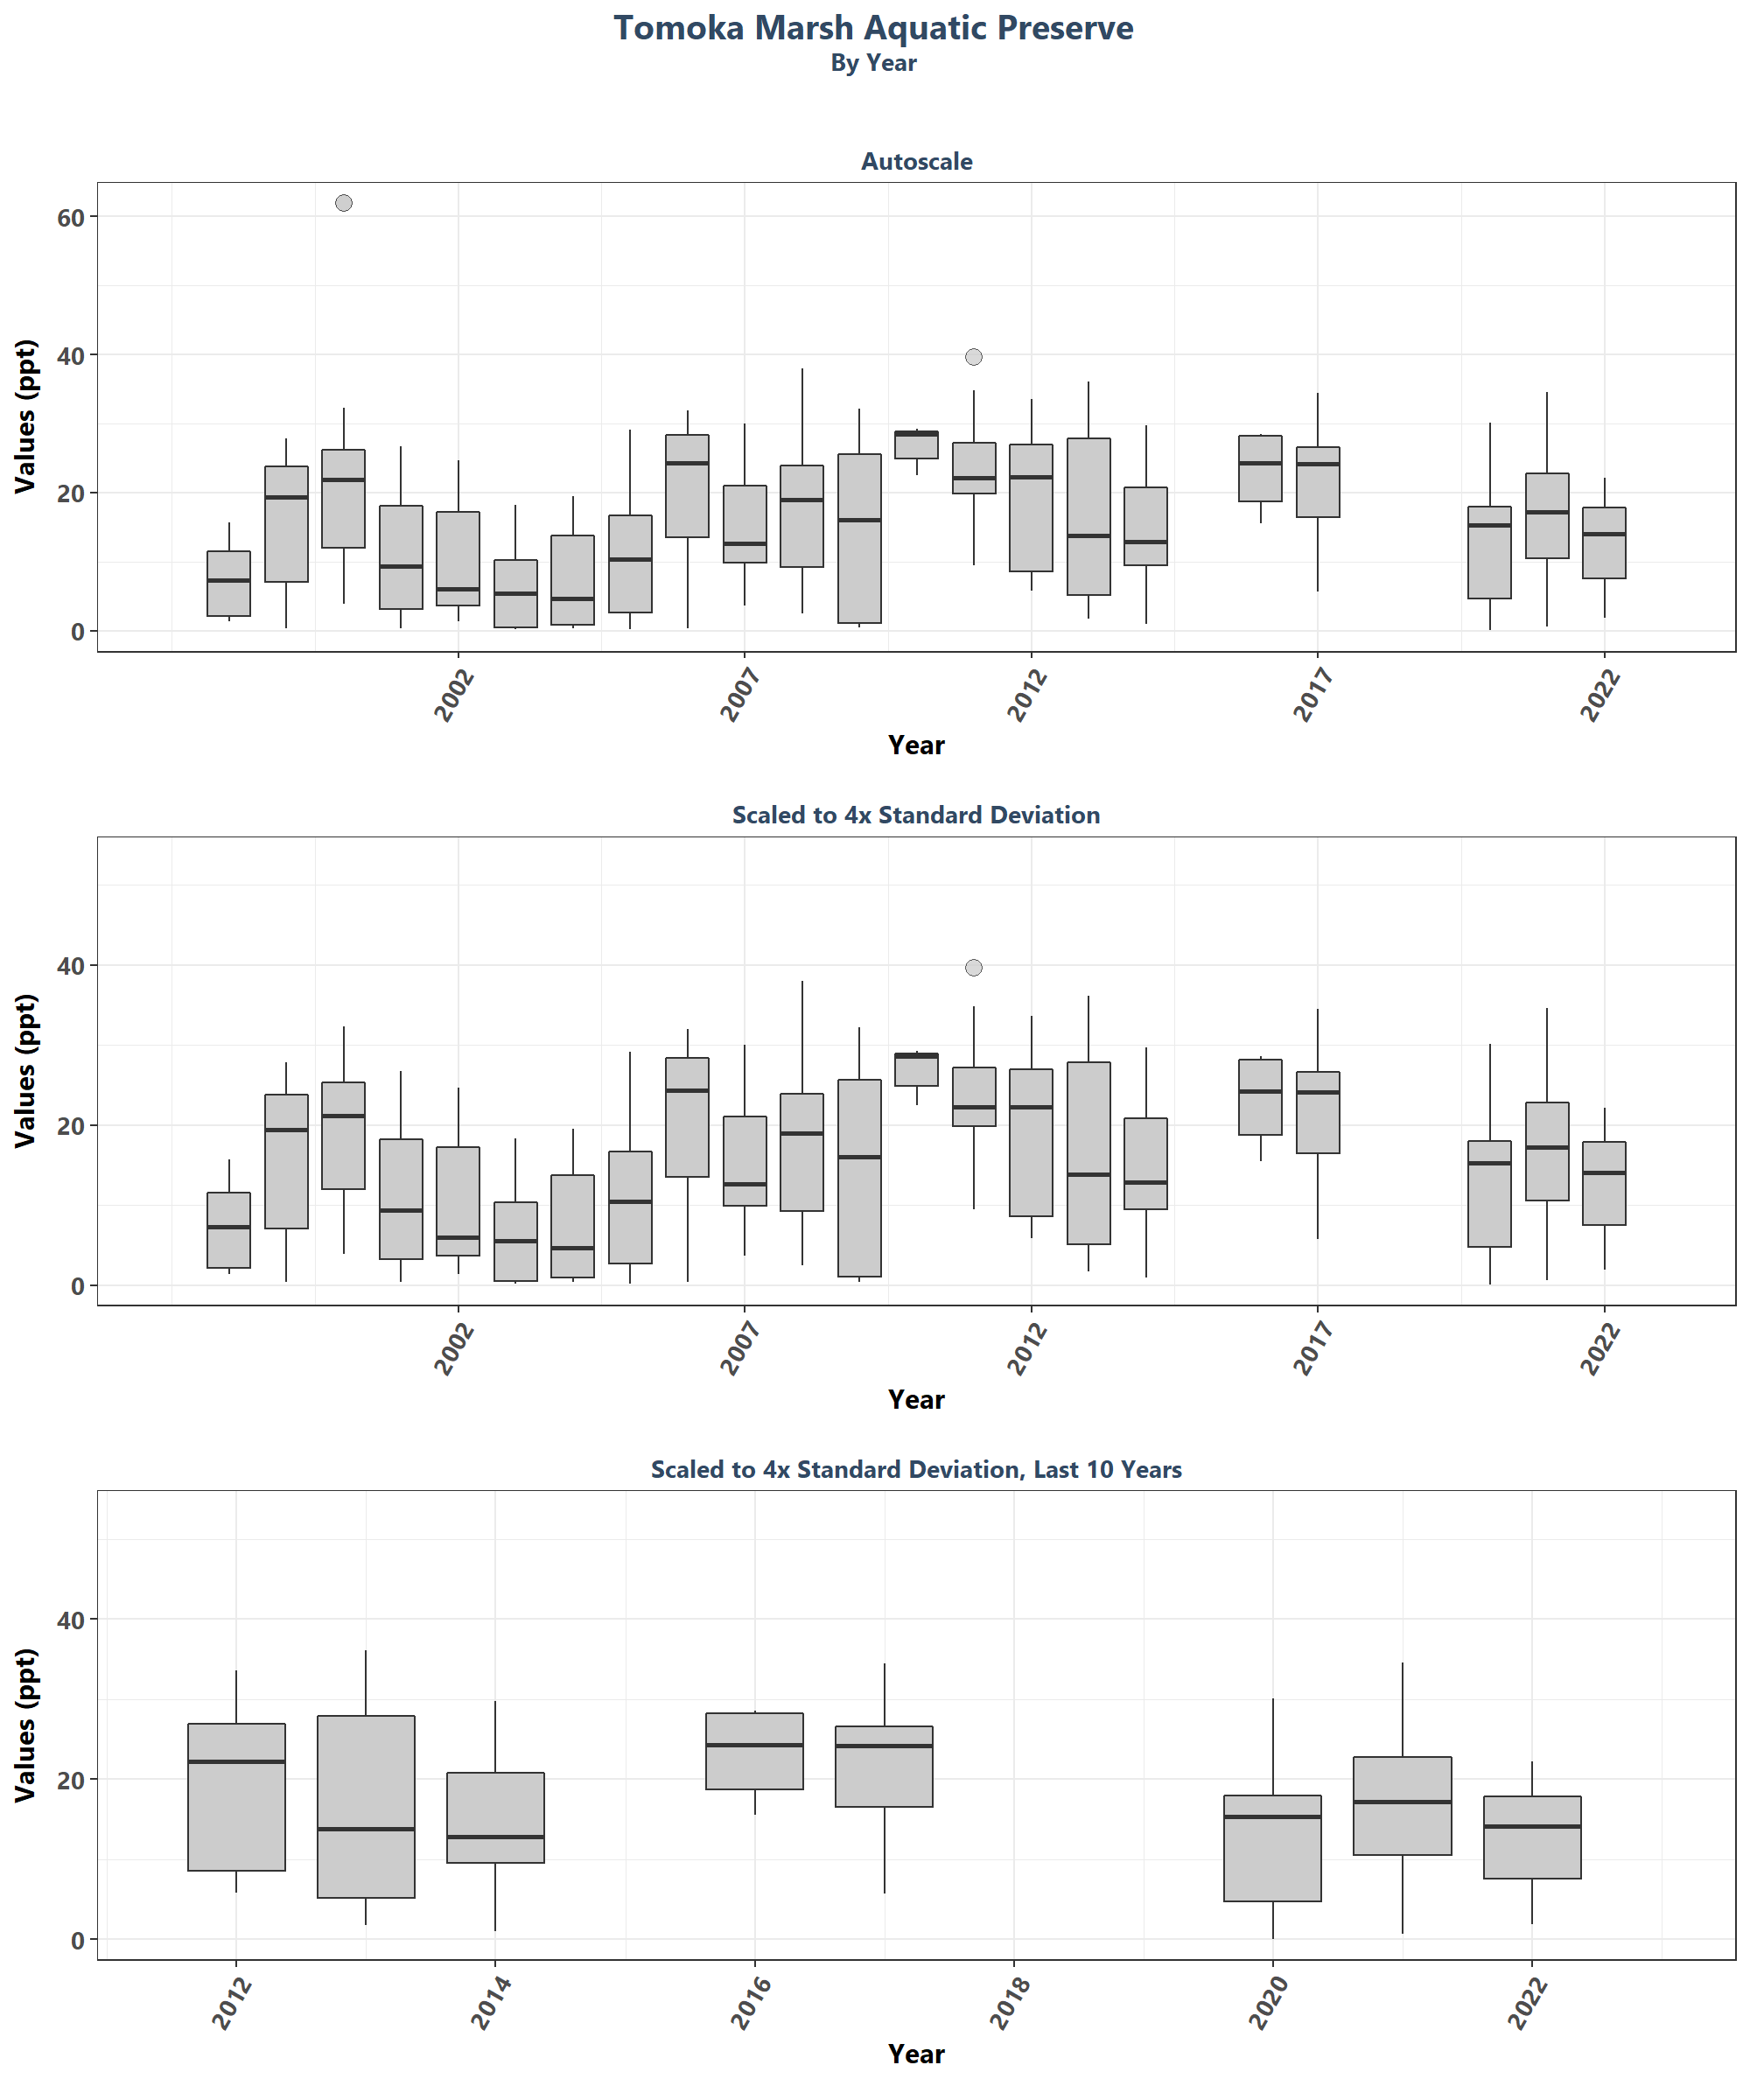 Tomoka Marsh Aquatic Preserve
By Year
Autoscale
Values (ppt)
60
40
20
0
2002 2007 2012 2017 2022
Year
Scaled to 4x Standard Deviation
Values (ppt)
40
20
0
2002 2007 2012 2017 2022
Year
Scaled to 4x Standard Deviation, Last 10 Years
Values (ppt)
40
20
0
2012 2014 2016 2018 2020 2022
Year